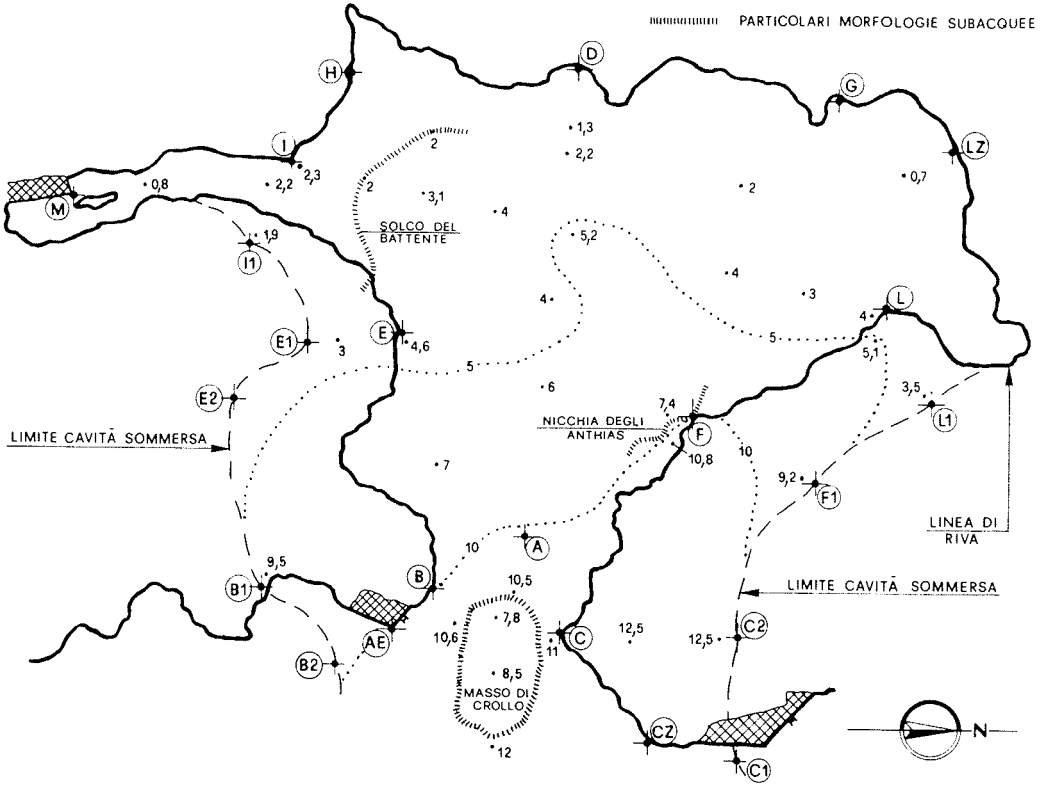 PARTICOLARI MORFOLOGIE SUBACQUEE
D
H
G
1,3
2
I
2,3
2,2
LZ
M
0,8
2,2
2
3,1
4
2
0,7
SOLCO DEL
BATTENTE
1,9
I1
5,2
4
3
4
L
4
E
4,6
E1
3
5
5
5,1
E2
6
3,5
L1
7,4
NICCHIA DEGLI
ANTHIAS
F
LIMITE CAVITÀ SOMMERSA
10,8
10
7
9,2
F1
LINEA DI
RIVA
10
A
9,5
B1
B
10,5
LIMITE CAVITÀ SOMMERSA
7,8
AE
10,6
C
11
12,5
12,5
C2
B2
8,5
MASSO DI
CROLLO
12
CZ
N
C1